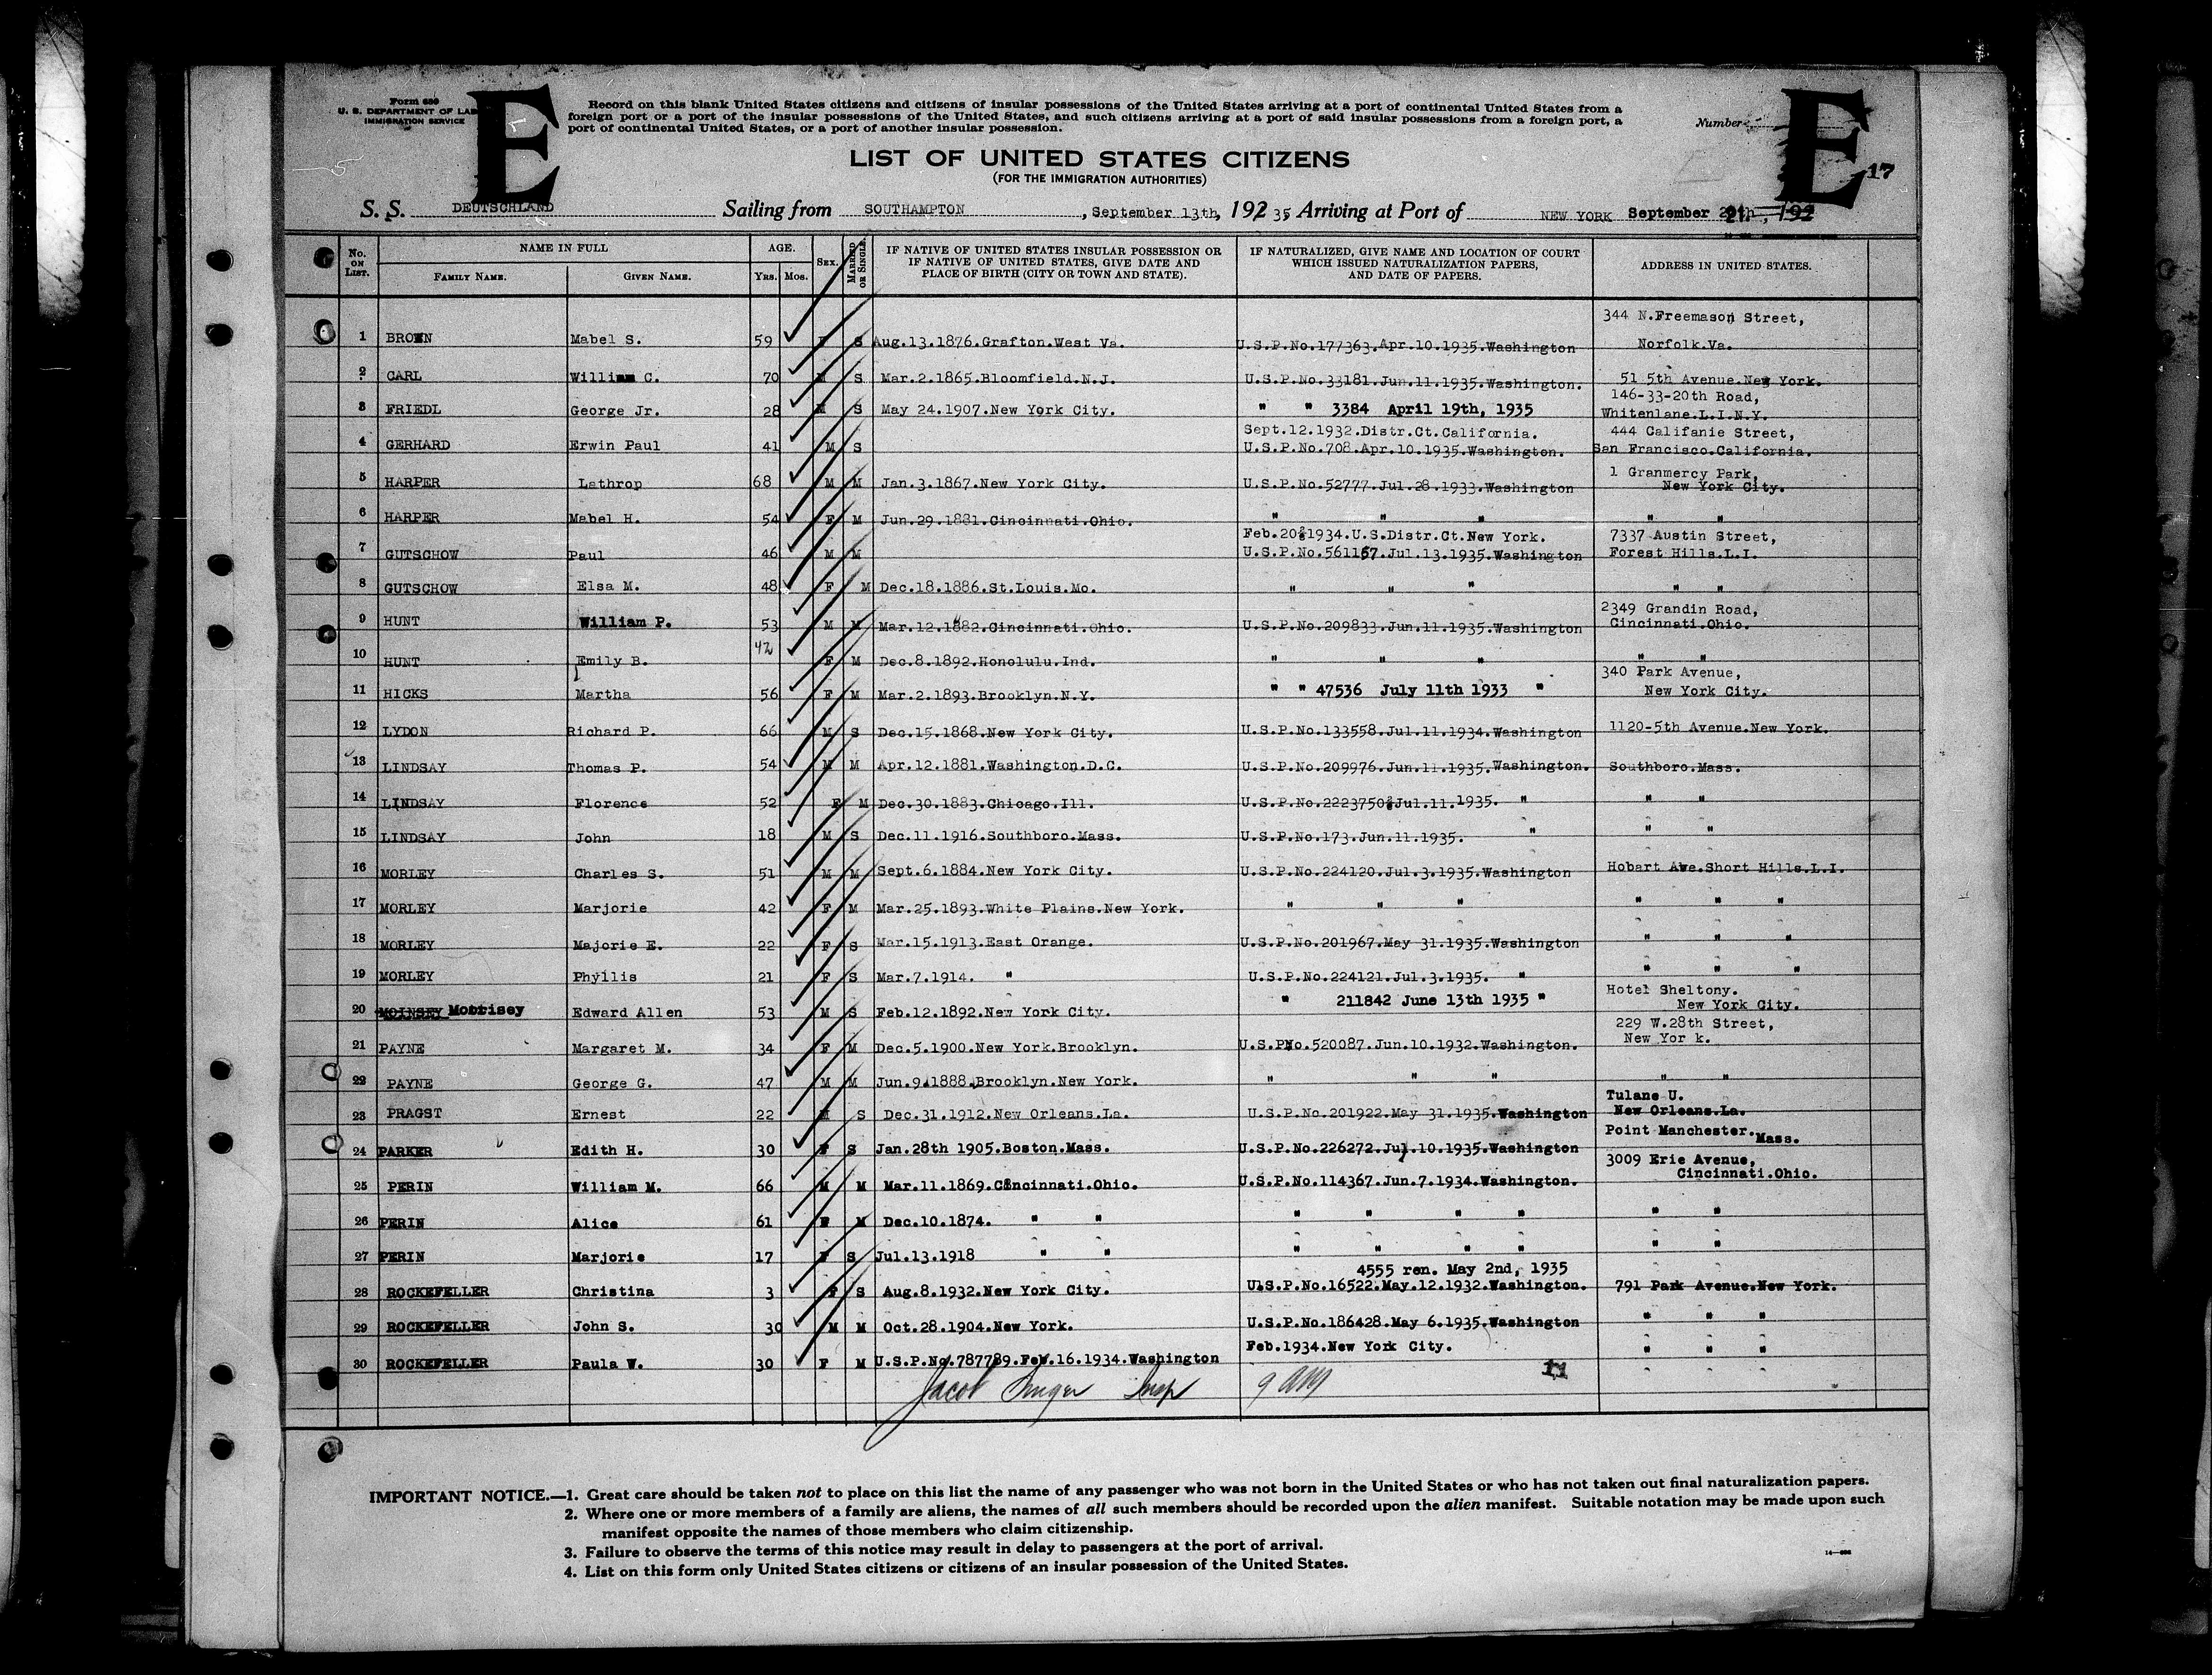 Form 630
U. S. DEPARTMENT OF LAB
IMMIGRATION SERVICE
E
Record on this blank United States citizens and citizens of insular possessions of the United States arriving at a port of continental United States from a
foreign port or a port of the insular possessions of the United States, and such citizens arriving at a port of said insular possessions from a foreign port, a
port of continental United States, or a part of another insular possession.
Number
E
17
5
LIST OF UNITED STATES CITIZENS
(FOR THE IMMIGRATION AUTHORITIES)
S. S. DEUTSCHLAND Sailing from SOUTHAMPTON , September 13th, 192 35 Arriving at Port of NEW YORK September 21 , 192
No. ON LIST. NAME IN FULL FAMILY NAME. GIVEN NAME. AGE. Yrs. Mos. SEX. MARRIED OR SINGLE. IF NATIVE OF UNITED STATES INSULAR POSSESSION OR IF NATIVE OF UNITED STATES, GIVE DATE AND PLACE OF BIRTH (CITY OR TOWN AND STATE). IF NATURALIZED, GIVE NAME AND LOCATION OF COURT WHICH ISSUED NATURALIZATION PAPERS, AND DATE OF PAPERS. ADDRESS IN UNITED STATES.
344 N.Freemason Street,
1 BROWN Mabel S. 59 F S Aug.13.1876.Grafton.West Va. U.S.P.No.177363.Apr.10.1935.Washington Norfolk.Va.
2 CARL William C. 70 M S Mar.2.1865.Bloomfield.N.J. U.S.P.No.33181.Jun.11.1935.Washington. 51 5th Avenue.New York.
146-33-20th Road,
3 FRIEDL George Jr. 28 M S May 24.1907.New York City. " " 3384 April 19th, 1935 Whitenlane.L.I.N.Y.
Sept.12.1932.Distr.Ct.California. 444 Califanie Street,
4 GERHARD Erwin Paul 41 M S U.S.P.No.708.Apr.10.1935.Washington. San Francisco.California.
1 Granmercy Park,
5 HARPER Lathrop 68 M M Jan.3.1867.New York City. U.S.P.No.52777.Jul.28.1933.Washington New York City.
6 HARPER Mabel H. 54 F M Jun.29.1881.Cincinnati.Ohio. " " " " "
Feb.20.1934.U.S.Distr.Ct.New York. 7337 Austin Street,
7 GUTSCHOW Paul 46 M M U.S.P.No.561167.Jul.13.1935.Washington Forest Hills.L.I.
8 GUTSCHOW Elsa M. 48 F M Dec.18.1886.St.Louis.Mo. " " " " "
2349 Grandin Road,
9 HUNT William P. 53 M M Mar.12.1882.Cincinnati.Ohio. U.S.P.No.209833.Jun.11.1935.Washington Cincinnati.Ohio.
10 HUNT Emily B. 42 F M Dec.8.1892.Honolulu.Ind. " " " " "
340 Park Avenue,
11 HICKS Martha 56 F M Mar.2.1893.Brooklyn.N.Y. " " 47536 July 11th 1933 " New York City.
12 LYDON Richard P. 66 M S Dec.15.1868.New York City. U.S.P.No.133558.Jul.11.1934.Washington 1120-5th Avenue.New York.
13 LINDSAY Thomas P. 54 M M Apr.12.1881.Washington.D.C. U.S.P.No.209976.Jun.11.1935.Washington. Southboro.Mass.
14 LINDSAY Florence 52 F M Dec.30.1883.Chicago.Ill. U.S.P.No.2223750.Jul.11.1935. " " "
15 LINDSAY John 18 M S Dec.11.1916.Southboro.Mass. U.S.P.No.173.Jun.11.1935. " " "
16 MORLEY Charles S. 51 M M Sept.6.1884.New York City. U.S.P.No.224120.Jul.3.1935.Washington Hobart Ave.Short Hills.L.I.
17 MORLEY Marjorie 42 F M Mar.25.1893.White Plains.New York. " " " " " "
18 MORLEY Majorie E. 22 F S Mar.15.1913.East Orange. U.S.P.No.201967.May 31.1935.Washington " " "
19 MORLEY Phyilis 21 F S Mar.7.1914. " U.S.P.No.224121.Jul.3.1935. " " " "
" 211842 June 13th 1935 " Hotel Sheltony.
20 MOINSEY Morrisey Edward Allen 53 M S Feb.12.1892.New York City. New York City.
229 W.28th Street,
21 PAYNE Margaret M. 34 F M Dec.5.1900.New York.Brooklyn. U.S.PNo.520087.Jun.10.1932.Washington. New Yor k.
22 PAYNE George G. 47 M M Jun.9.1888.Brooklyn.New York. " " " " "
Tulane U.
23 PRAGST Ernest 22 M S Dec.31.1912.New Orleans.La. U.S.P.No.201922.May 31.1935.Washington New Orleans.La.
24 PARKER Edith H. 30 F S Jan.28th 1905.Boston.Mass. U.S.P.No.226272.Jul.10.1935.Washington Point Manchester.Mass.
3009 Erie Avenue,
25 PERIN William M. 66 M M Mar.11.1869.Cincinnati.Ohio. U.S.P.No.114367.Jun.7.1934.Washington. Cincinnati.Ohio.
26 PERIN Alice 61 F M Dec.10.1874. " " " " " " " "
27 PERIN Marjorie 17 F S Jul.13.1918 " " " " " " " "
4555 ren. May 2nd, 1935
28 ROCKEFELLER Christina 3 F S Aug.8.1932.New York City. U.S.P.No.16522.May.12.1932.Washington. 791 Park Avenue.New York.
29 ROCKEFELLER John S. 30 M M Oct.28.1904.New York. U.S.P.No.186428.May 6.1935.Washington " " "
Feb.1934.New York City.
30 ROCKEFELLER Paula W. 30 F M U.S.P.No.787789.Feb.16.1934.Washington " " "
Jacob Singer Insp 9 AM 11
IMPORTANT NOTICE.—1. Great care should be taken not to place on this list the name of any passenger who was not born in the United States or who has not taken out final naturalization papers.
2. Where one or more members of a family are aliens, the names of all such members should be recorded upon the alien manifest. Suitable notation may be made upon such
manifest opposite the names of those members who claim citizenship.
3. Failure to observe the terms of this notice may result in delay to passengers at the port of arrival.
4. List on this form only United States citizens or citizens of an insular possession of the United States.